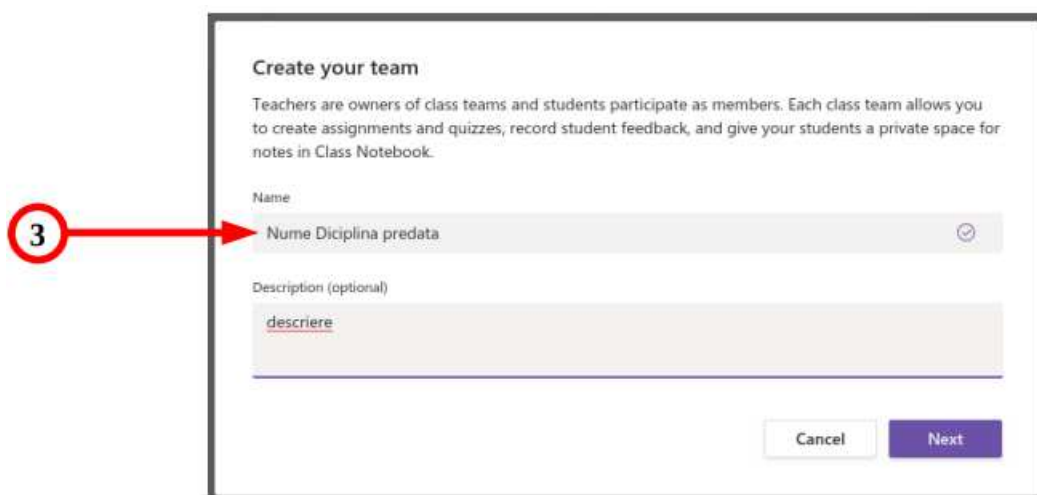 Create your team
Teachers are owners of class teams and students participate as members. Each class team allows you
to create assignments and quizzes, record student feedback, and give your students a private space for
notes in Class Notebook.
Name
3
Nume Diciplina predata
Description (optional)
descriere
Cancel
Next